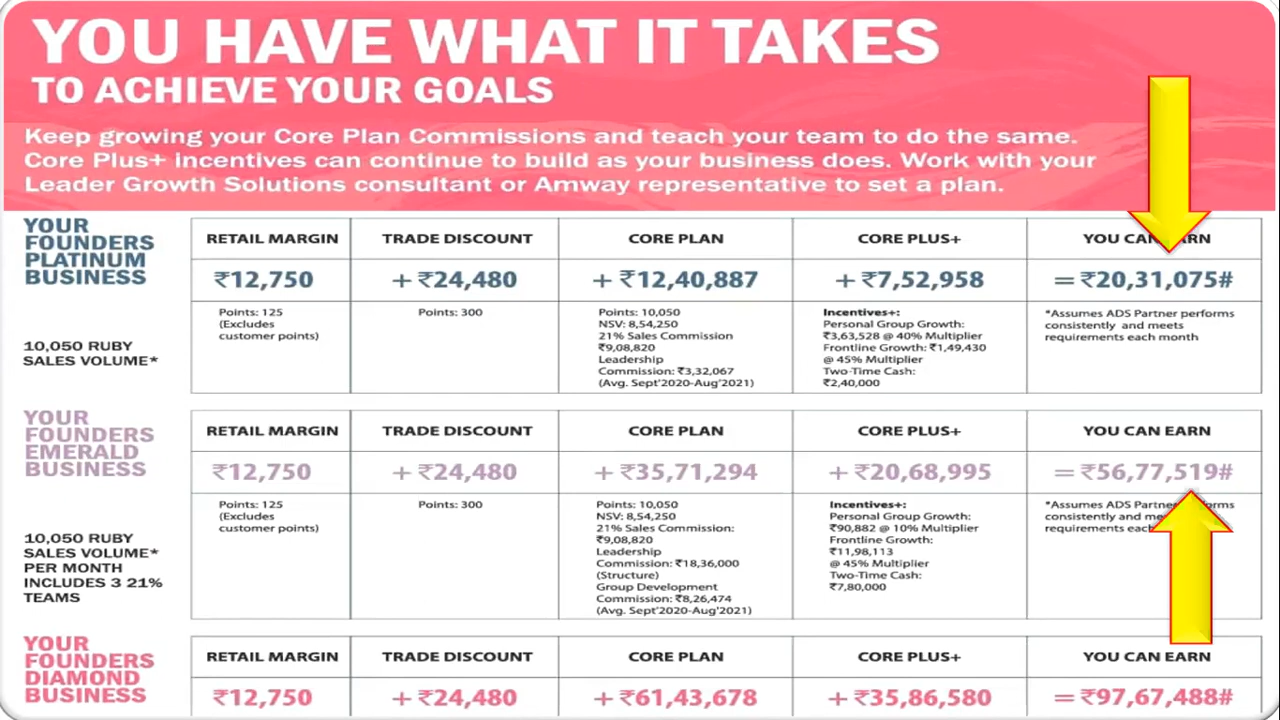 YOU HAVE WHAT IT TAKES
TO ACHIEVE YOUR GOALS
Keep growing your Core Plan Commissions and teach your team to do the same.
Core Plus+ incentives can continue to build as your business does. Work with your
Leader Growth Solutions consultant or Amway representative to set a plan.
YOUR
FOUNDERS
PLATINUM
BUSINESS
10,050 RUBY
SALES VOLUME*
RETAIL MARGIN
₹12,750
Points: 125
(Excludes
customer points)
TRADE DISCOUNT
+ ₹24,480
Points: 300
CORE PLAN
+ ₹12,40,887
Points: 10,050
NSV: 8,54,250
21% Sales Commission
₹9,08,820
Leadership
Commission: ₹3,32,067
(Avg. Sept'2020-Aug'2021)
CORE PLUS+
+ ₹7,52,958
Incentives+:
Personal Group Growth:
₹3,63,528 @ 40% Multiplier
Frontline Growth: ₹1,49,430
@ 45% Multiplier
Two-Time Cash:
₹2,40,000
YOU
= ₹20,31,075#
*Assumes ADS Partner performs
consistently and meets
requirements each month
YOUR
FOUNDERS
EMERALD
BUSINESS
10,050 RUBY
SALES VOLUME*
PER MONTH
INCLUDES 3 21%
TEAMS
RETAIL MARGIN
₹12,750
Points: 125
(Excludes
customer points)
TRADE DISCOUNT
+ ₹24,480
Points: 300
CORE PLAN
+ ₹35,71,294
Points: 10,050
NSV: 8,54,250
21% Sales Commission:
₹9,08,820
Leadership
Commission: ₹18,36,000
(Structure)
Group Development
Commission: ₹8,26,474
(Avg. Sept'2020-Aug'2021)
CORE PLUS+
+ ₹20,68,995
Incentives+:
Personal Group Growth:
₹90,882 @ 10% Multiplier
Frontline Growth:
₹11,98,113
@ 45% Multiplier
Two-Time Cash:
₹7,80,000
YOU CAN EARN
= ₹56,77,519#
*Assumes ADS
consistently and
requirements
YOUR
FOUNDERS
DIAMOND
BUSINESS
RETAIL MARGIN
₹12,750
TRADE DISCOUNT
+ ₹24,480
CORE PLAN
+ ₹61,43,678
CORE PLUS+
+ ₹35,86,580
YOU CAN EARN
= ₹97,67,488#